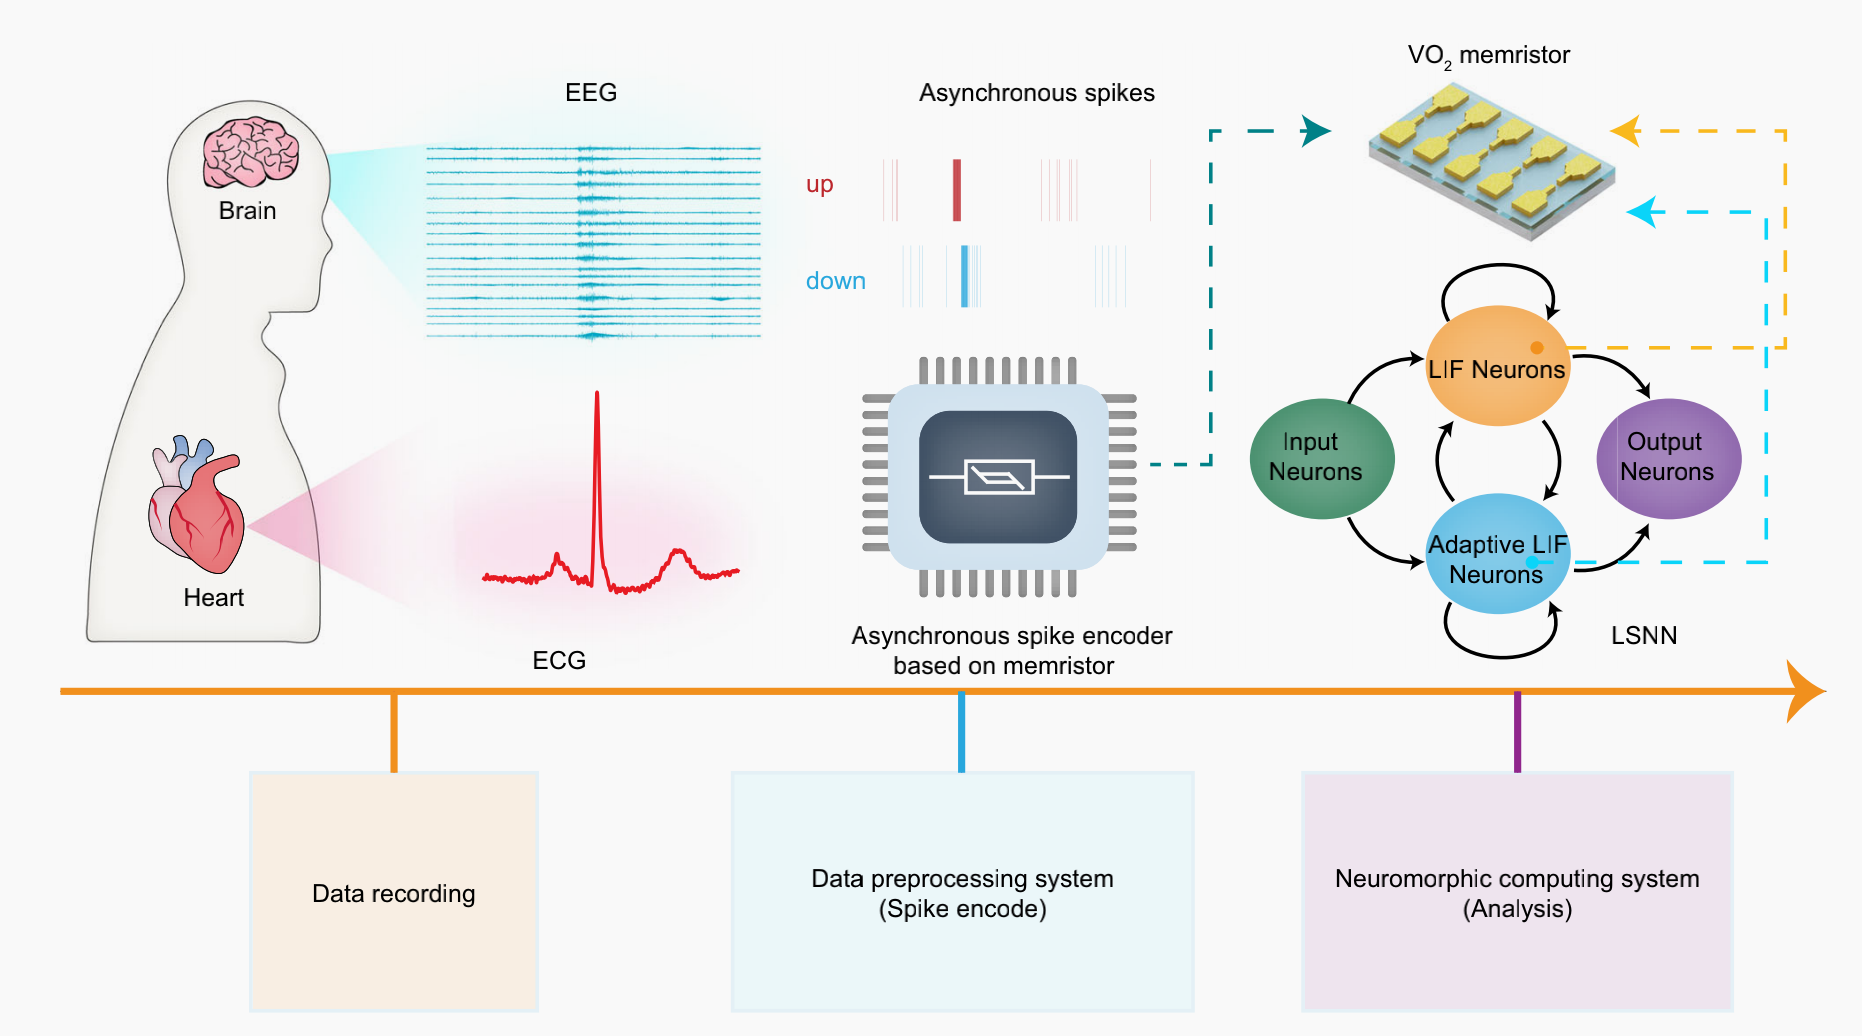 EEG
Brain
Heart
ECG
Asynchronous spikes
up
down
Asynchronous spike encoder
based on memristor
VO2 memristor
LIF Neurons
Input
Neurons
Output
Neurons
Adaptive LIF
Neurons
LSNN
Data recording
Data preprocessing system
(Spike encode)
Neuromorphic computing system
(Analysis)